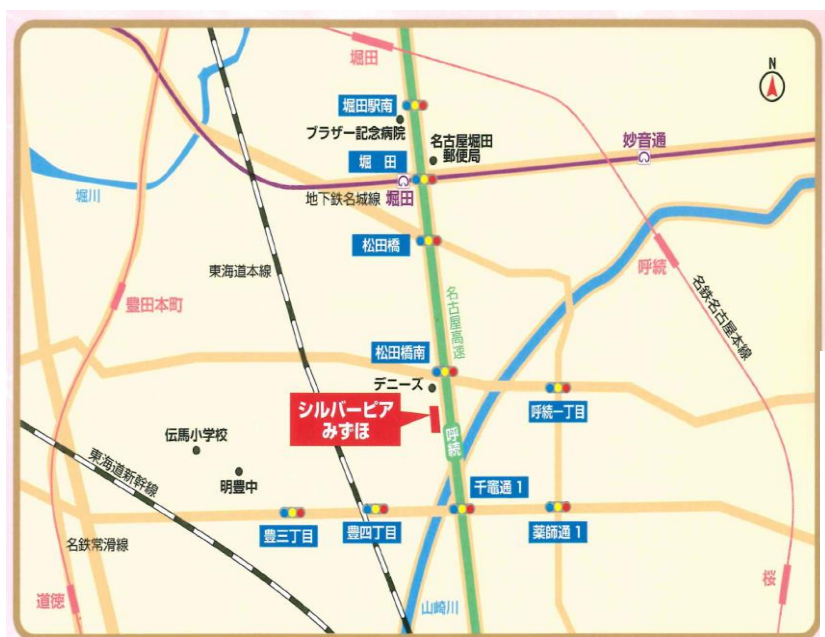 堀田
N
堀田駅南
ブラザー記念病院
名古屋堀田
郵便局
妙音通
堀 田
地下鉄名城線
堀田
堀川
松田橋
東海道本線
呼続
名鉄名古屋本線
豊田本町
名古屋高速
松田橋南
デニーズ
シルバーピア
みずほ
呼続一丁目
伝馬小学校
呼続
東海道新幹線
明豊中
千竈通1
豊三丁目
豊四丁目
薬師通1
名鉄常滑線
道徳
山崎川
桜